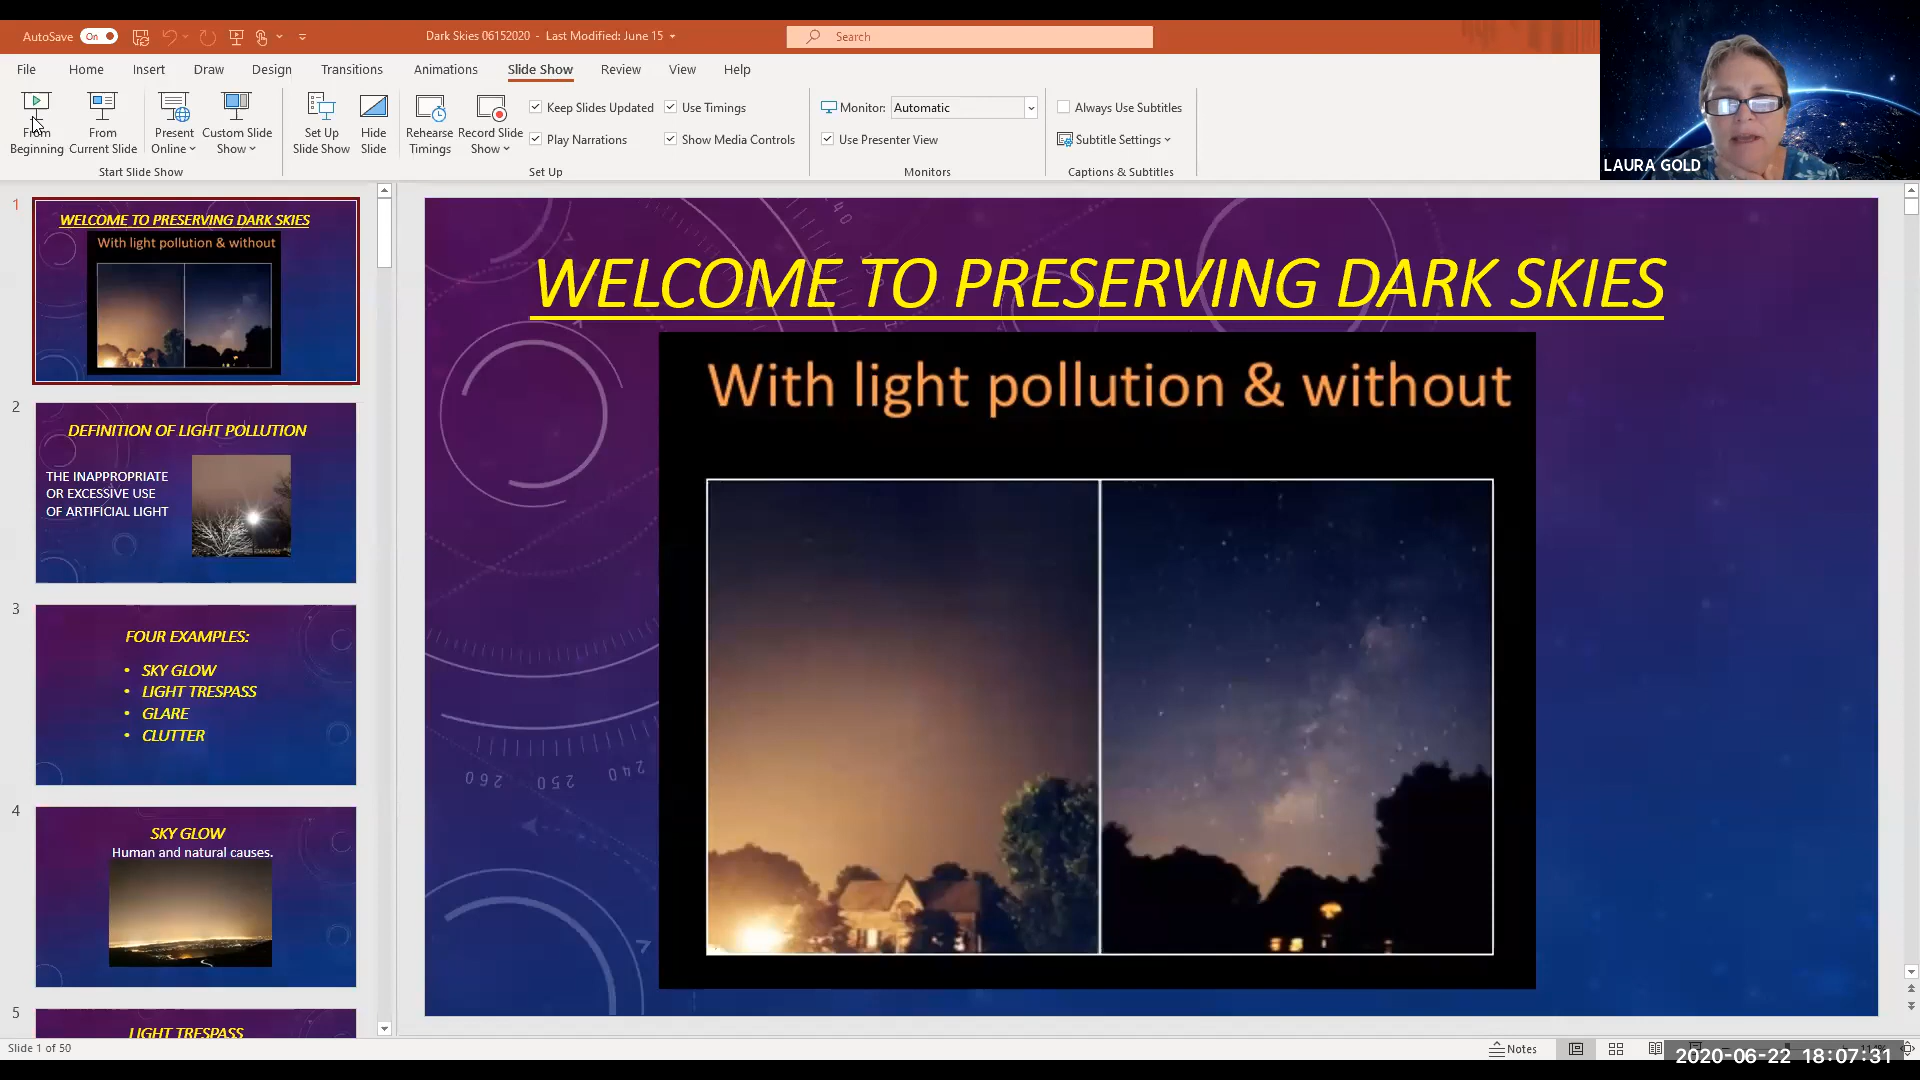 AutoSave On
Dark Skies 06152020 - Last Modified: June 15
Search
File Home Insert Draw Design Transitions Animations Slide Show Review View Help
From Beginning
From Current Slide
Present Online
Custom Slide Show
Start Slide Show
Set Up Slide Show
Hide Slide
Rehearse Timings
Record Slide Show
Keep Slides Updated
Use Timings
Play Narrations
Show Media Controls
Set Up
Monitor: Automatic
Use Presenter View
Monitors
Always Use Subtitles
Subtitle Settings
Captions & Subtitles
LAURA GOLD
1
WELCOME TO PRESERVING DARK SKIES
With light pollution & without
2
DEFINITION OF LIGHT POLLUTION
THE INAPPROPRIATE
OR EXCESSIVE USE
OF ARTIFICIAL LIGHT
3
FOUR EXAMPLES:
• SKY GLOW
• LIGHT TRESPASS
• GLARE
• CLUTTER
4
SKY GLOW
Human and natural causes.
5
LIGHT TRESPASS
WELCOME TO PRESERVING DARK SKIES
With light pollution & without
260 250 240
Slide 1 of 50
Notes
2020-06-22 18:07:31